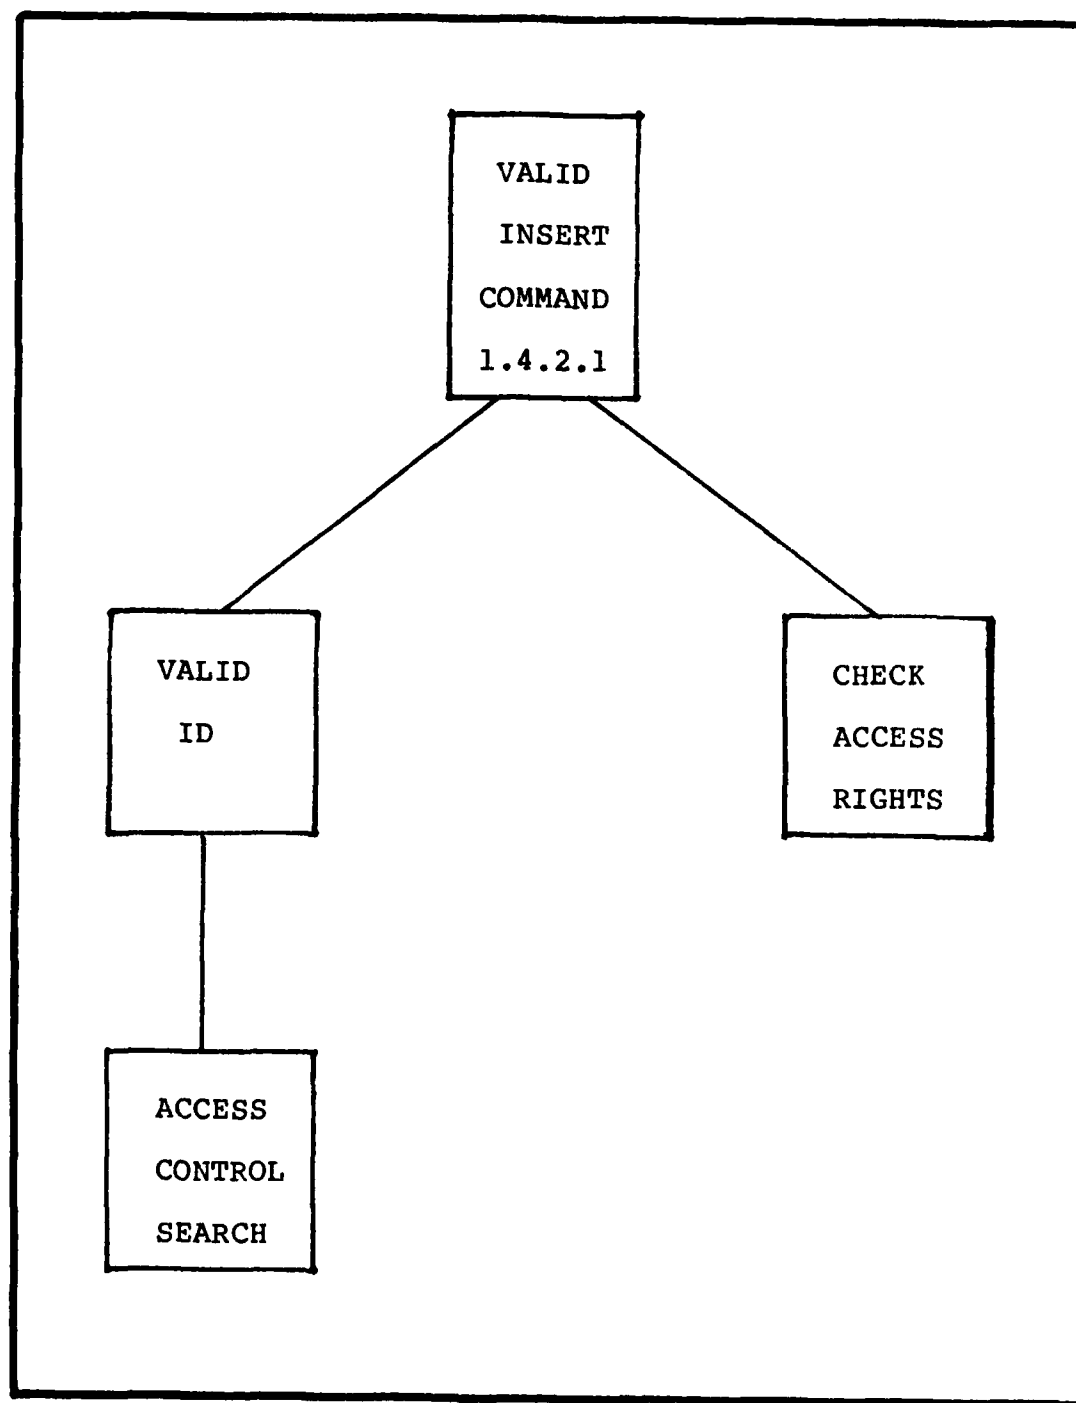 VALID
INSERT
COMMAND
1.4.2.1
VALID
ID
CHECK
ACCESS
RIGHTS
ACCESS
CONTROL
SEARCH